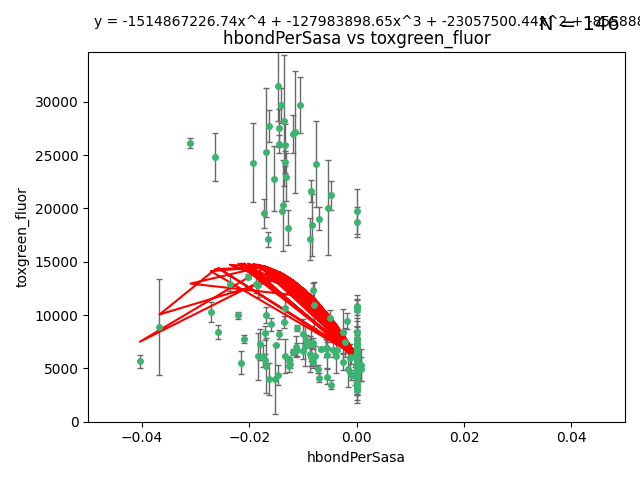 y = -1514867226.74x^4 + -127983898.65x^3 + -23057500.44x^2 +
N = 146
hbondPerSasa vs toxgreen_fluor
toxgreen_fluor
30000
25000
20000
15000
10000
5000
0
-0.04
-0.02
0.00
0.02
0.04
hbondPerSasa